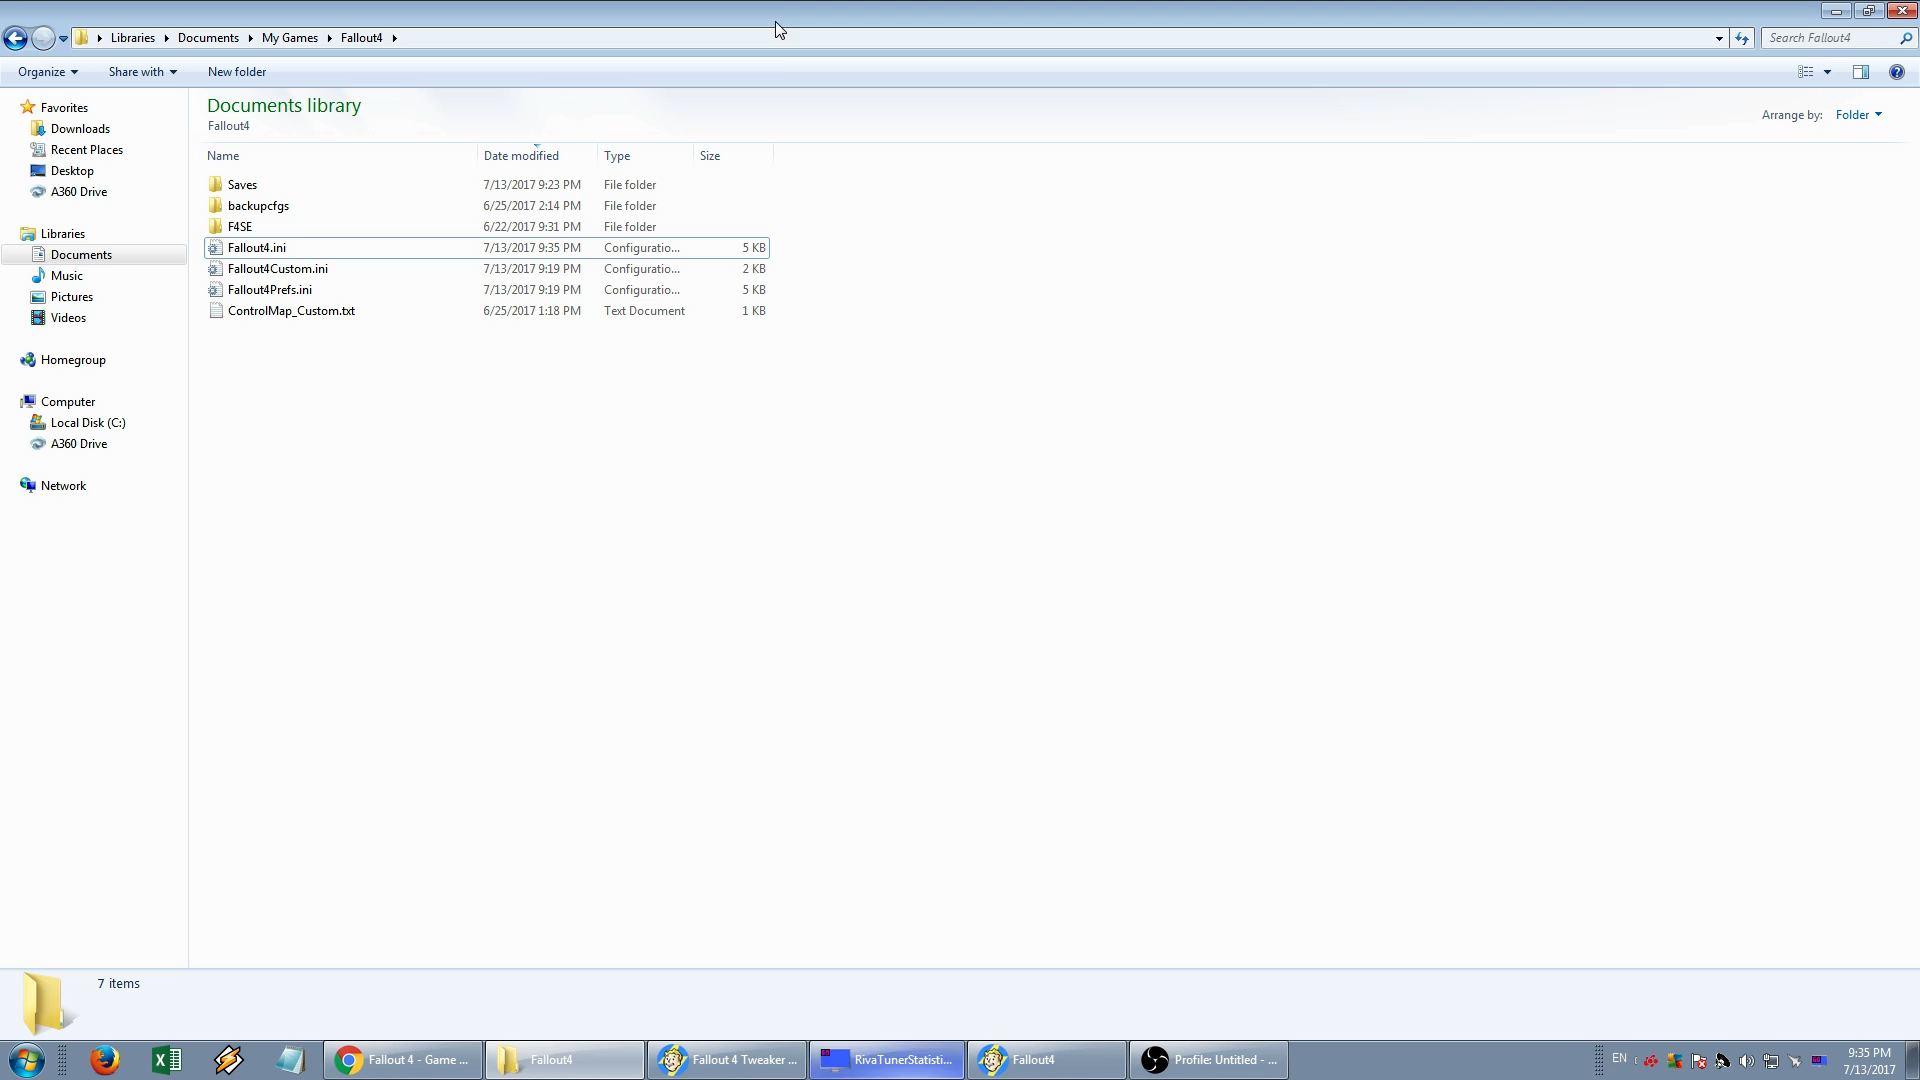 Libraries Documents My Games Fallout4 Search Fallout4
Organize Share with New folder
Documents library
Fallout4
Arrange by: Folder
Name Date modified Type Size
Saves 7/13/2017 9:23 PM File folder
backupcfgs 6/25/2017 2:14 PM File folder
F4SE 6/22/2017 9:31 PM File folder
Fallout4.ini 7/13/2017 9:35 PM Configuratio... 5 KB
Fallout4Custom.ini 7/13/2017 9:19 PM Configuratio... 2 KB
Fallout4Prefs.ini 7/13/2017 9:19 PM Configuratio... 5 KB
ControlMap_Custom.txt 6/25/2017 1:18 PM Text Document 1 KB
Favorites
Downloads
Recent Places
Desktop
A360 Drive
Libraries
Documents
Music
Pictures
Videos
Homegroup
Computer
Local Disk (C:)
A360 Drive
Network
7 items
Fallout 4 - Game ... Fallout4 Fallout 4 Tweaker ... RivaTunerStatisti... Fallout4 Profile: Untitled - ... EN 9:35 PM
7/13/2017